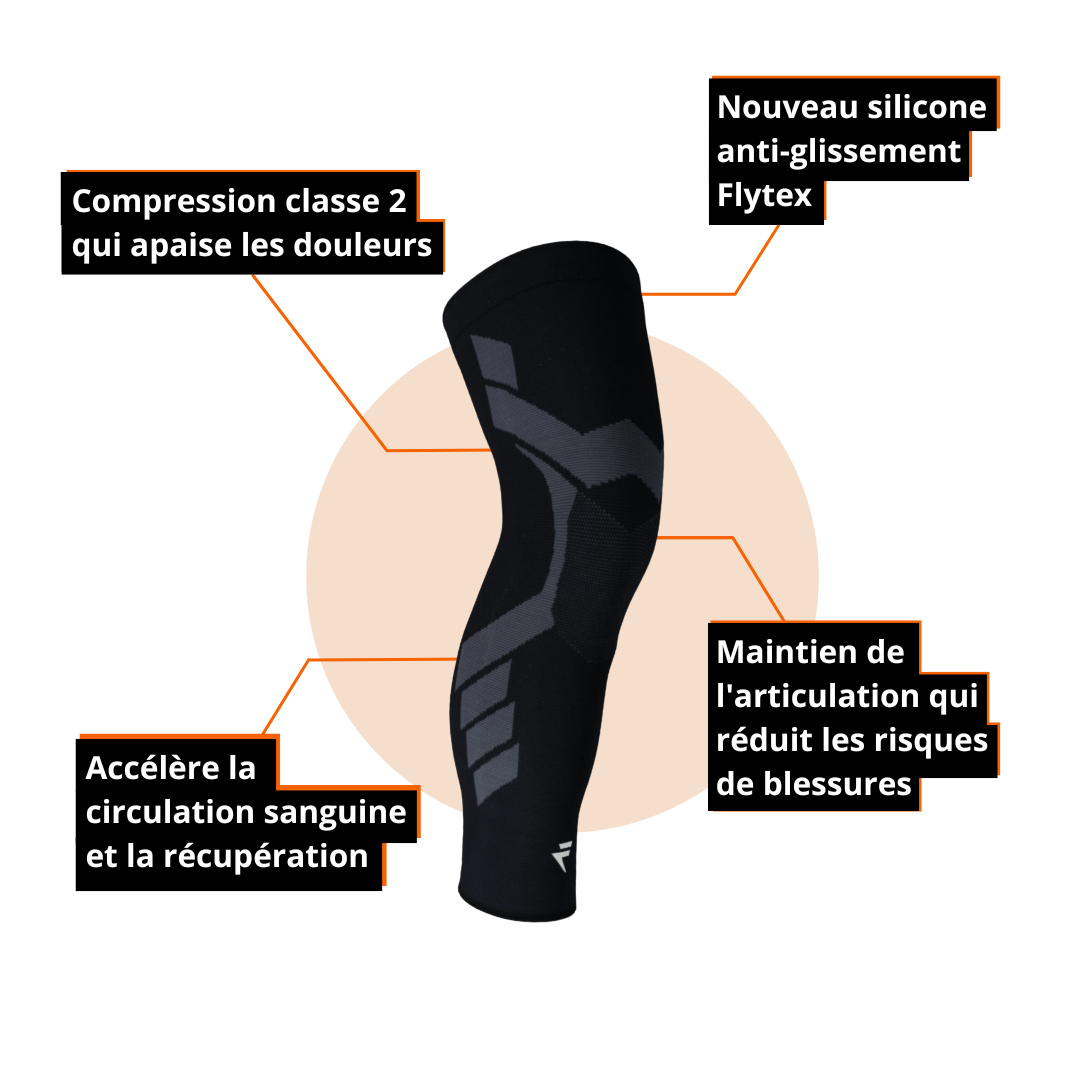 Nouveau silicone
anti-glissement
Flytex
Compression classe 2
qui apaise les douleurs
Maintien de
l'articulation qui
réduit les risques
de blessures
Accélère la
circulation sanguine
et la récupération